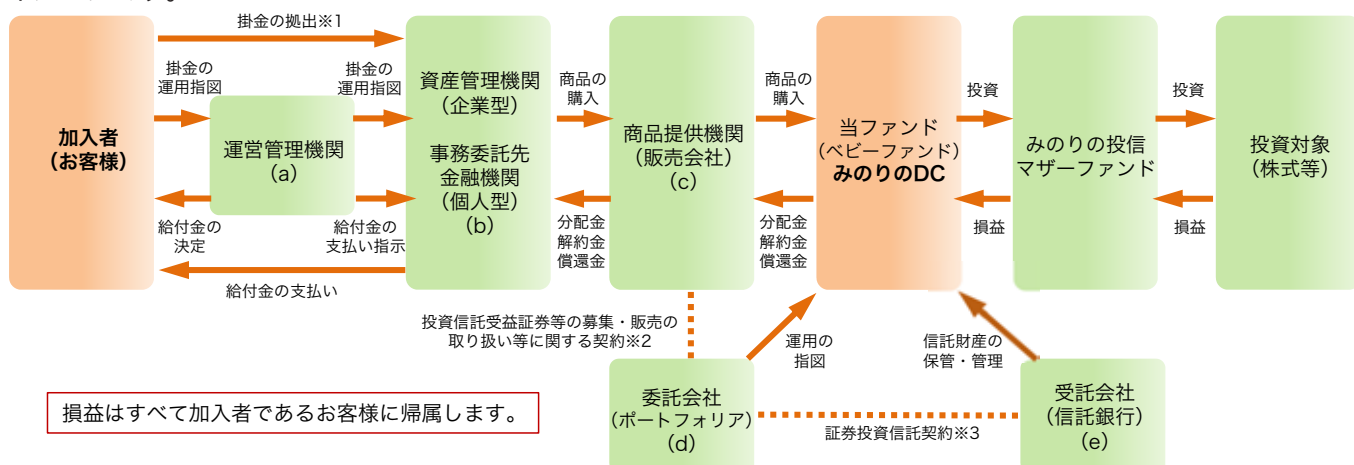 掛金の拠出※1
掛金の
運用指図
掛金の
運用指図
加入者
(お客様)
運営管理機関
(a)
給付金の
決定
給付金の
支払い指示
給付金の支払い
資産管理機関
(企業型)
事務委託先
金融機関
(個人型)
(b)
商品の
購入
分配金
解約金
償還金
商品提供機関
(販売会社)
(c)
商品の
購入
分配金
解約金
償還金
当ファンド
(ベビーファンド)
みのりのDC
投資
損益
みのりの投信
マザーファンド
投資
損益
投資対象
(株式等)
投資信託受益証券等の募集・販売の
取り扱い等に関する契約※2
運用の
指図
信託財産の
保管・管理
委託会社
(ポートフォリア)
(d)
証券投資信託契約※3
受託会社
(信託銀行)
(e)
損益はすべて加入者であるお客様に帰属します。